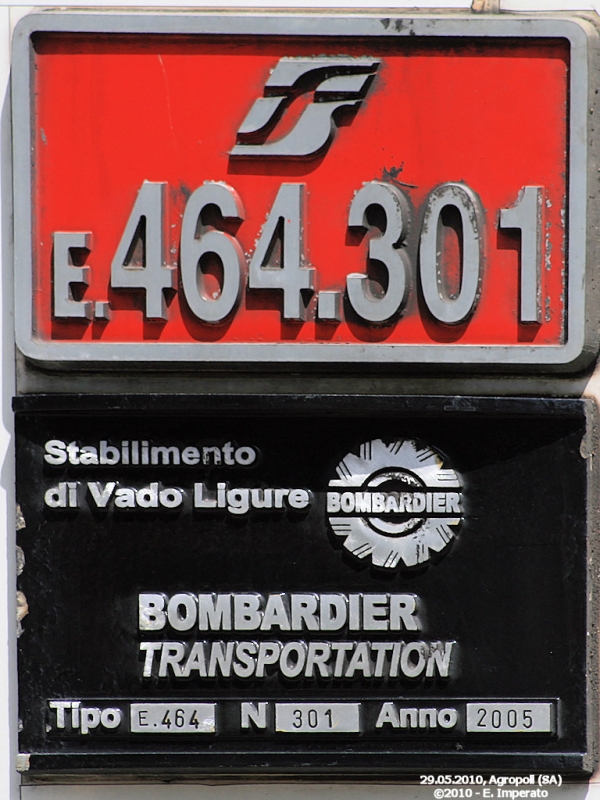 E.464.301
Stabilimento
di Vado Ligure
BOMBARDIER
BOMBARDIER
TRANSPORTATION
Tipo E.464 N 301 Anno 2005
29.05.2010, Agropoli (SA)
©2010 - E. Imperato